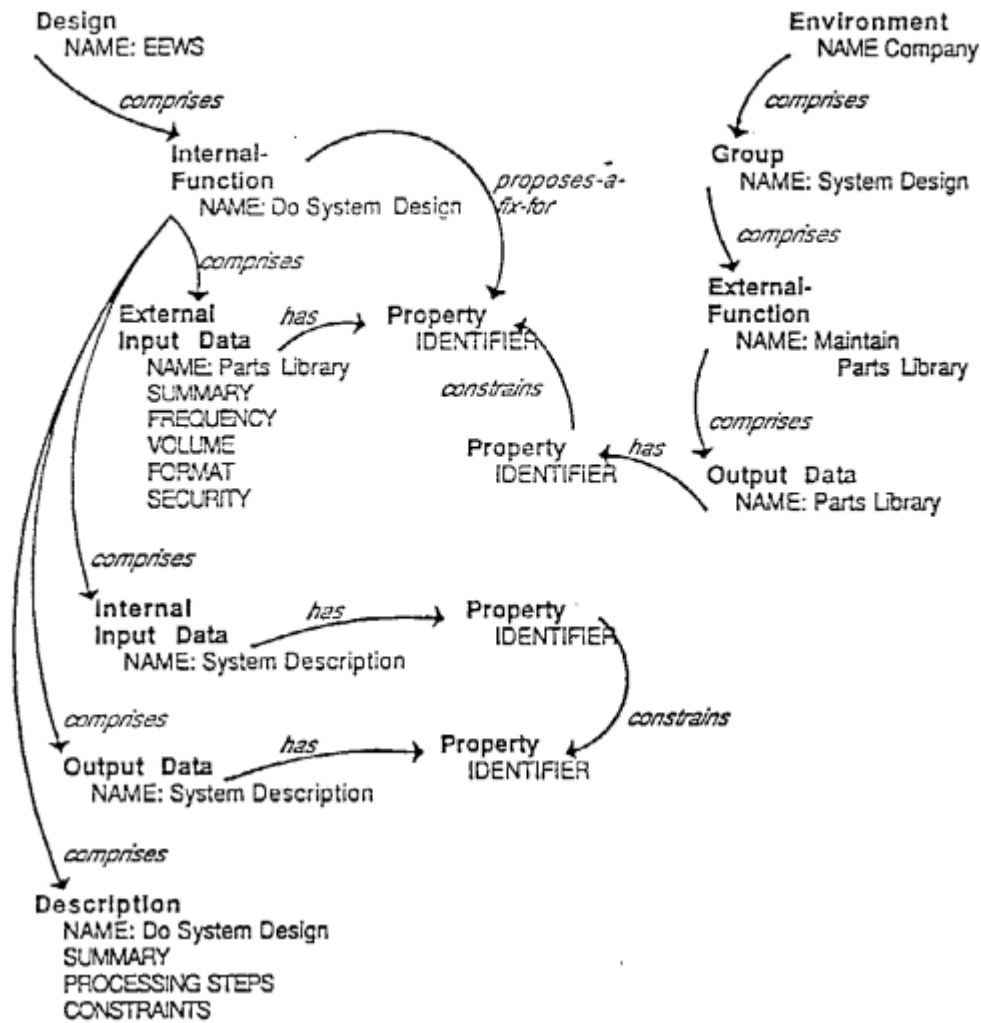 Design
NAME: EEWS
comprises
Internal-
Function
NAME: Do System Design
proposes-a-
fix-for
comprises
External
Input Data
NAME: Parts Library
SUMMARY
FREQUENCY
VOLUME
FORMAT
SECURITY
has
Property
IDENTIFIER
constrains
Environment
NAME Company
comprises
Group
NAME: System Design
comprises
External-
Function
NAME: Maintain
Parts Library
comprises
Output Data
NAME: Parts Library
has
Property
IDENTIFIER
comprises
Internal
Input Data
NAME: System Description
has
Property
IDENTIFIER
constrains
comprises
Output Data
NAME: System Description
has
Property
IDENTIFIER
comprises
Description
NAME: Do System Design
SUMMARY
PROCESSING STEPS
CONSTRAINTS